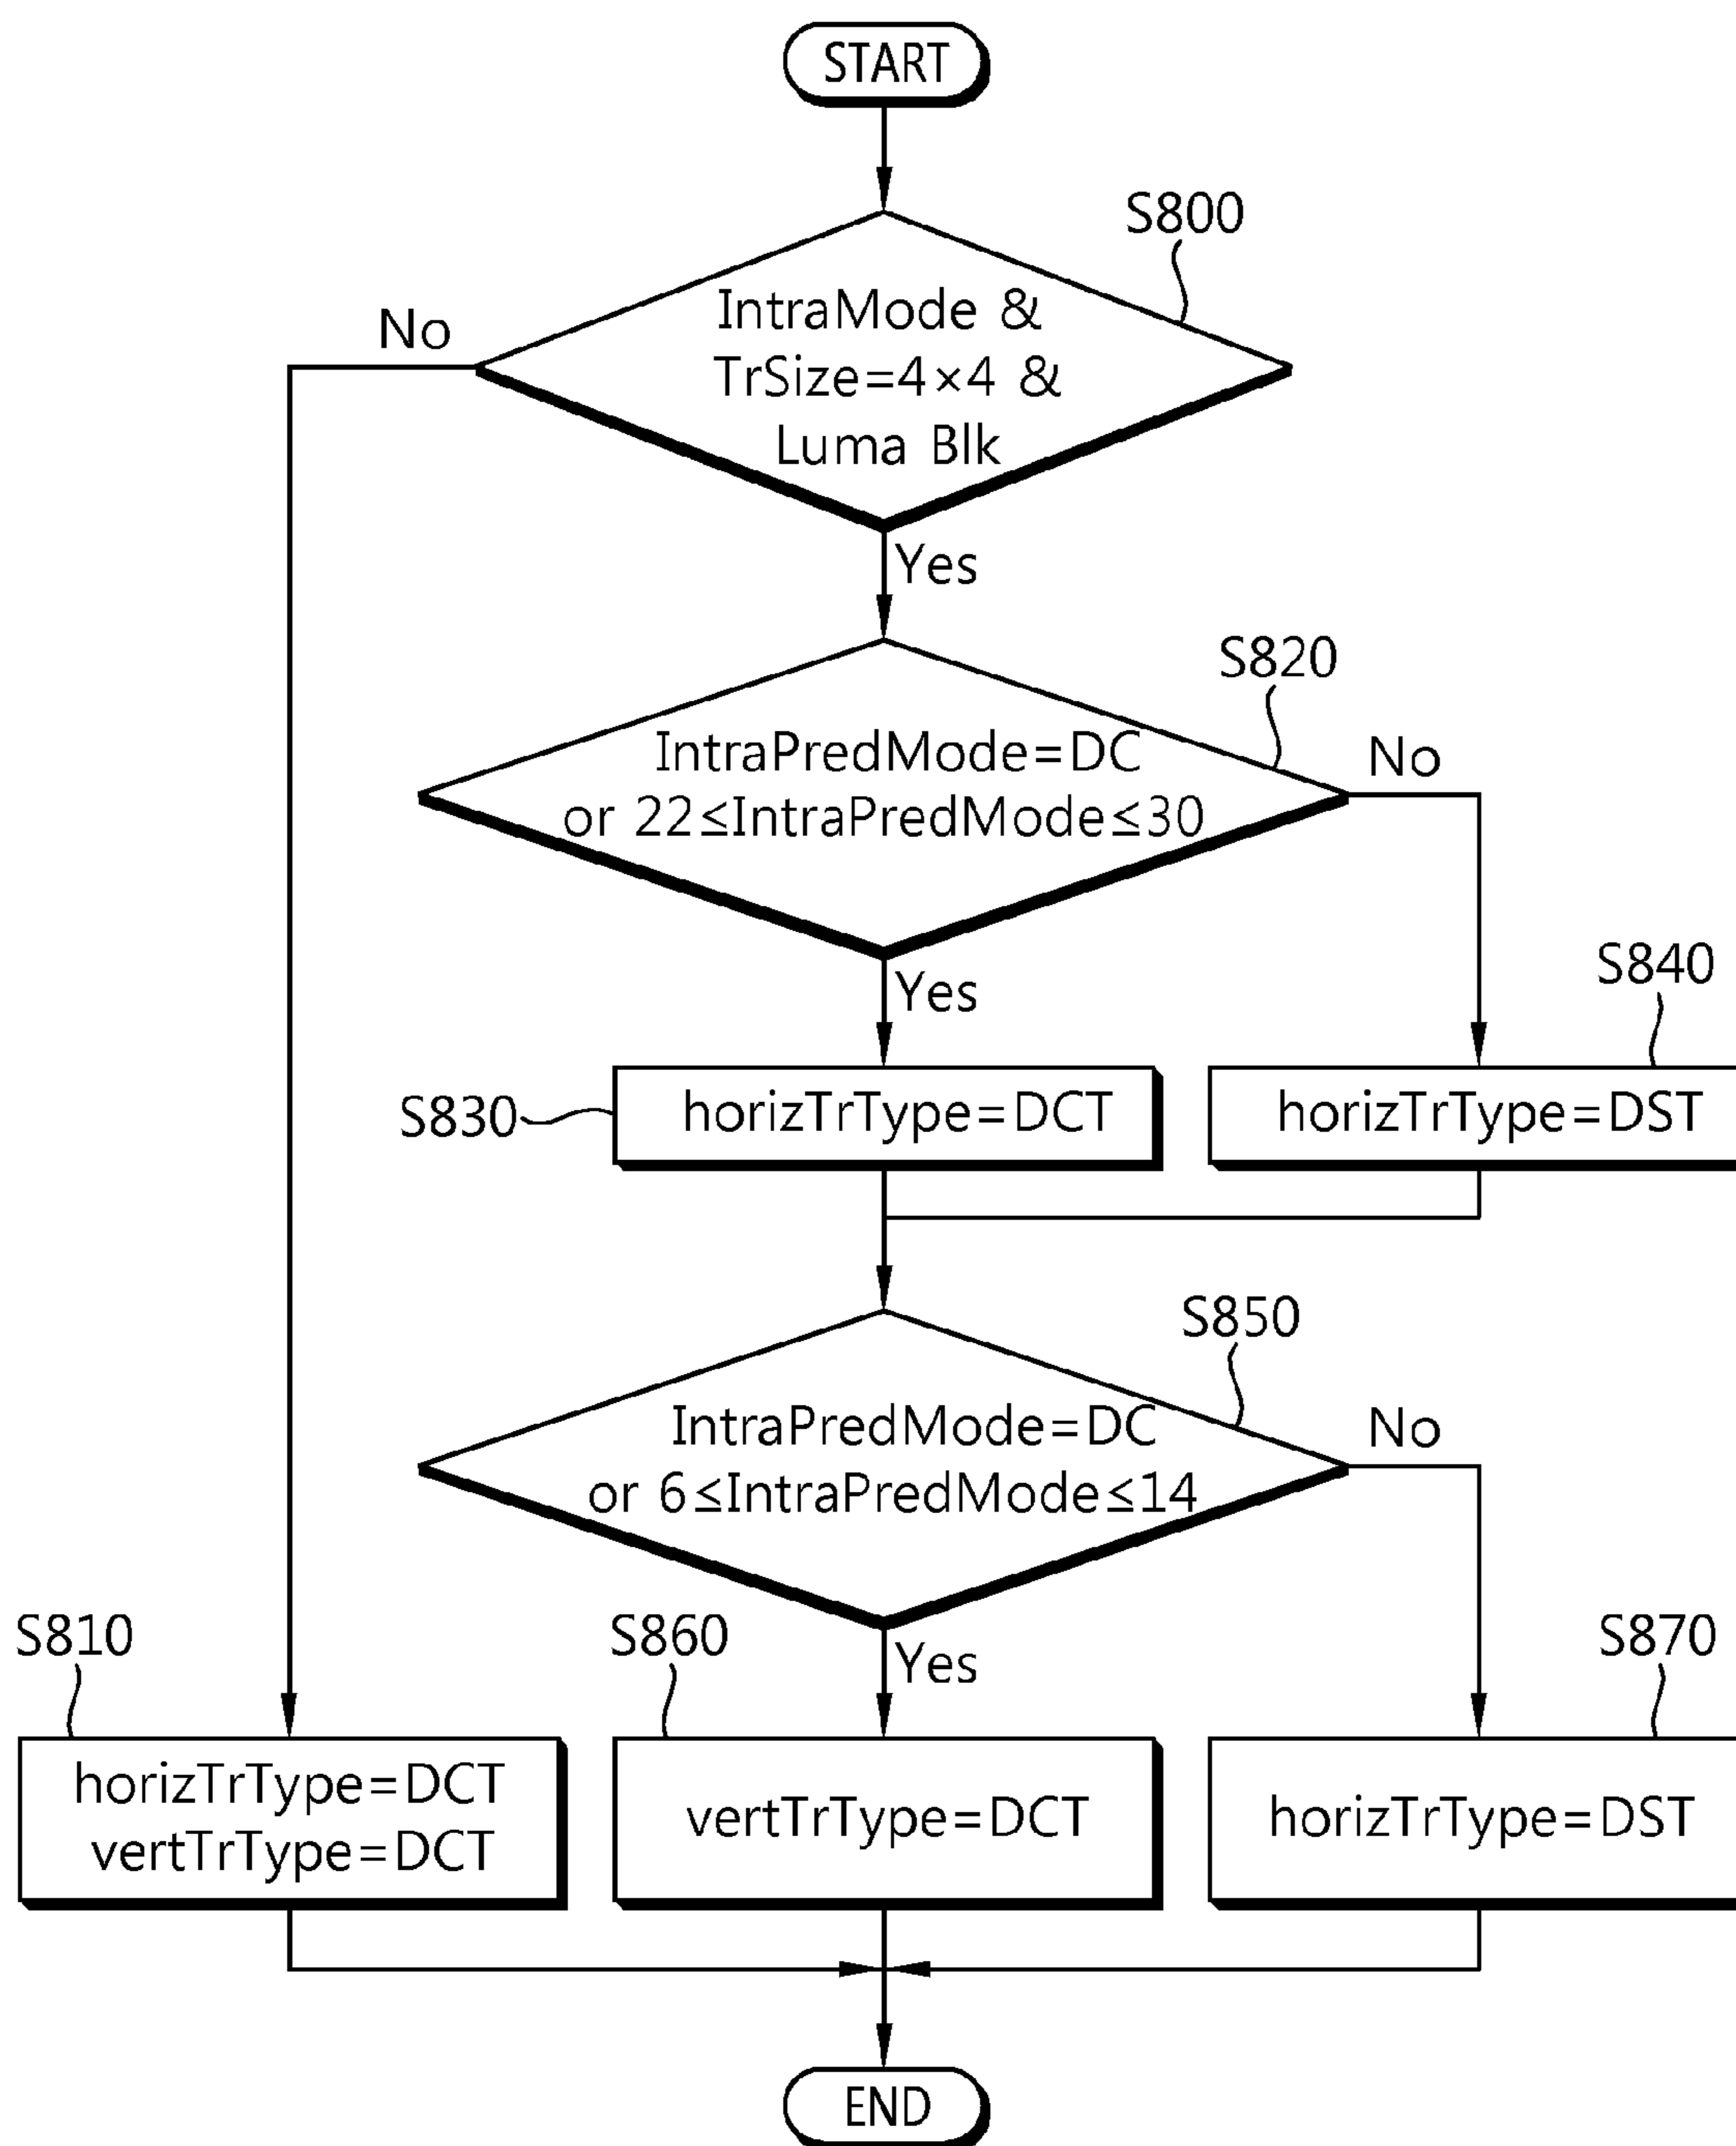 START
S800
IntraMode &
TrSize=4×4 &
Luma Blk
No
Yes
S820
IntraPredMode=DC
or 22≤IntraPredMode≤30
No
Yes
S840
S830
horizTrType=DCT
horizTrType=DST
S850
IntraPredMode=DC
or 6≤IntraPredMode≤14
No
Yes
S810
S860
S870
horizTrType=DCT
vertTrType=DCT
vertTrType=DCT
horizTrType=DST
END